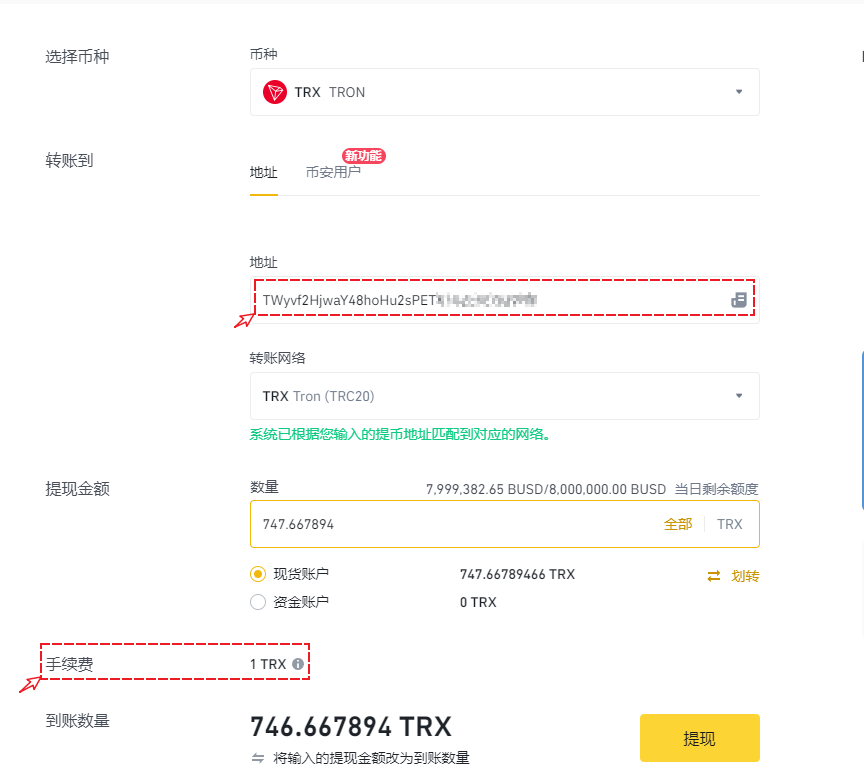 选择币种
币种
TRX TRON
转账到
新功能
地址 币安用户
地址
TWyvf2HjwaY48hoHu2sPET
转账网络
TRX Tron (TRC20)
系统已根据您输入的提币地址匹配到对应的网络。
提现金额
数量 7,999,382.65 BUSD/8,000,000.00 BUSD 当日剩余额度
747.667894 全部 TRX
现货账户 747.66789466 TRX 划转
资金账户 0 TRX
手续费 1 TRX
到账数量
746.667894 TRX 提现
将输入的提现金额改为到账数量